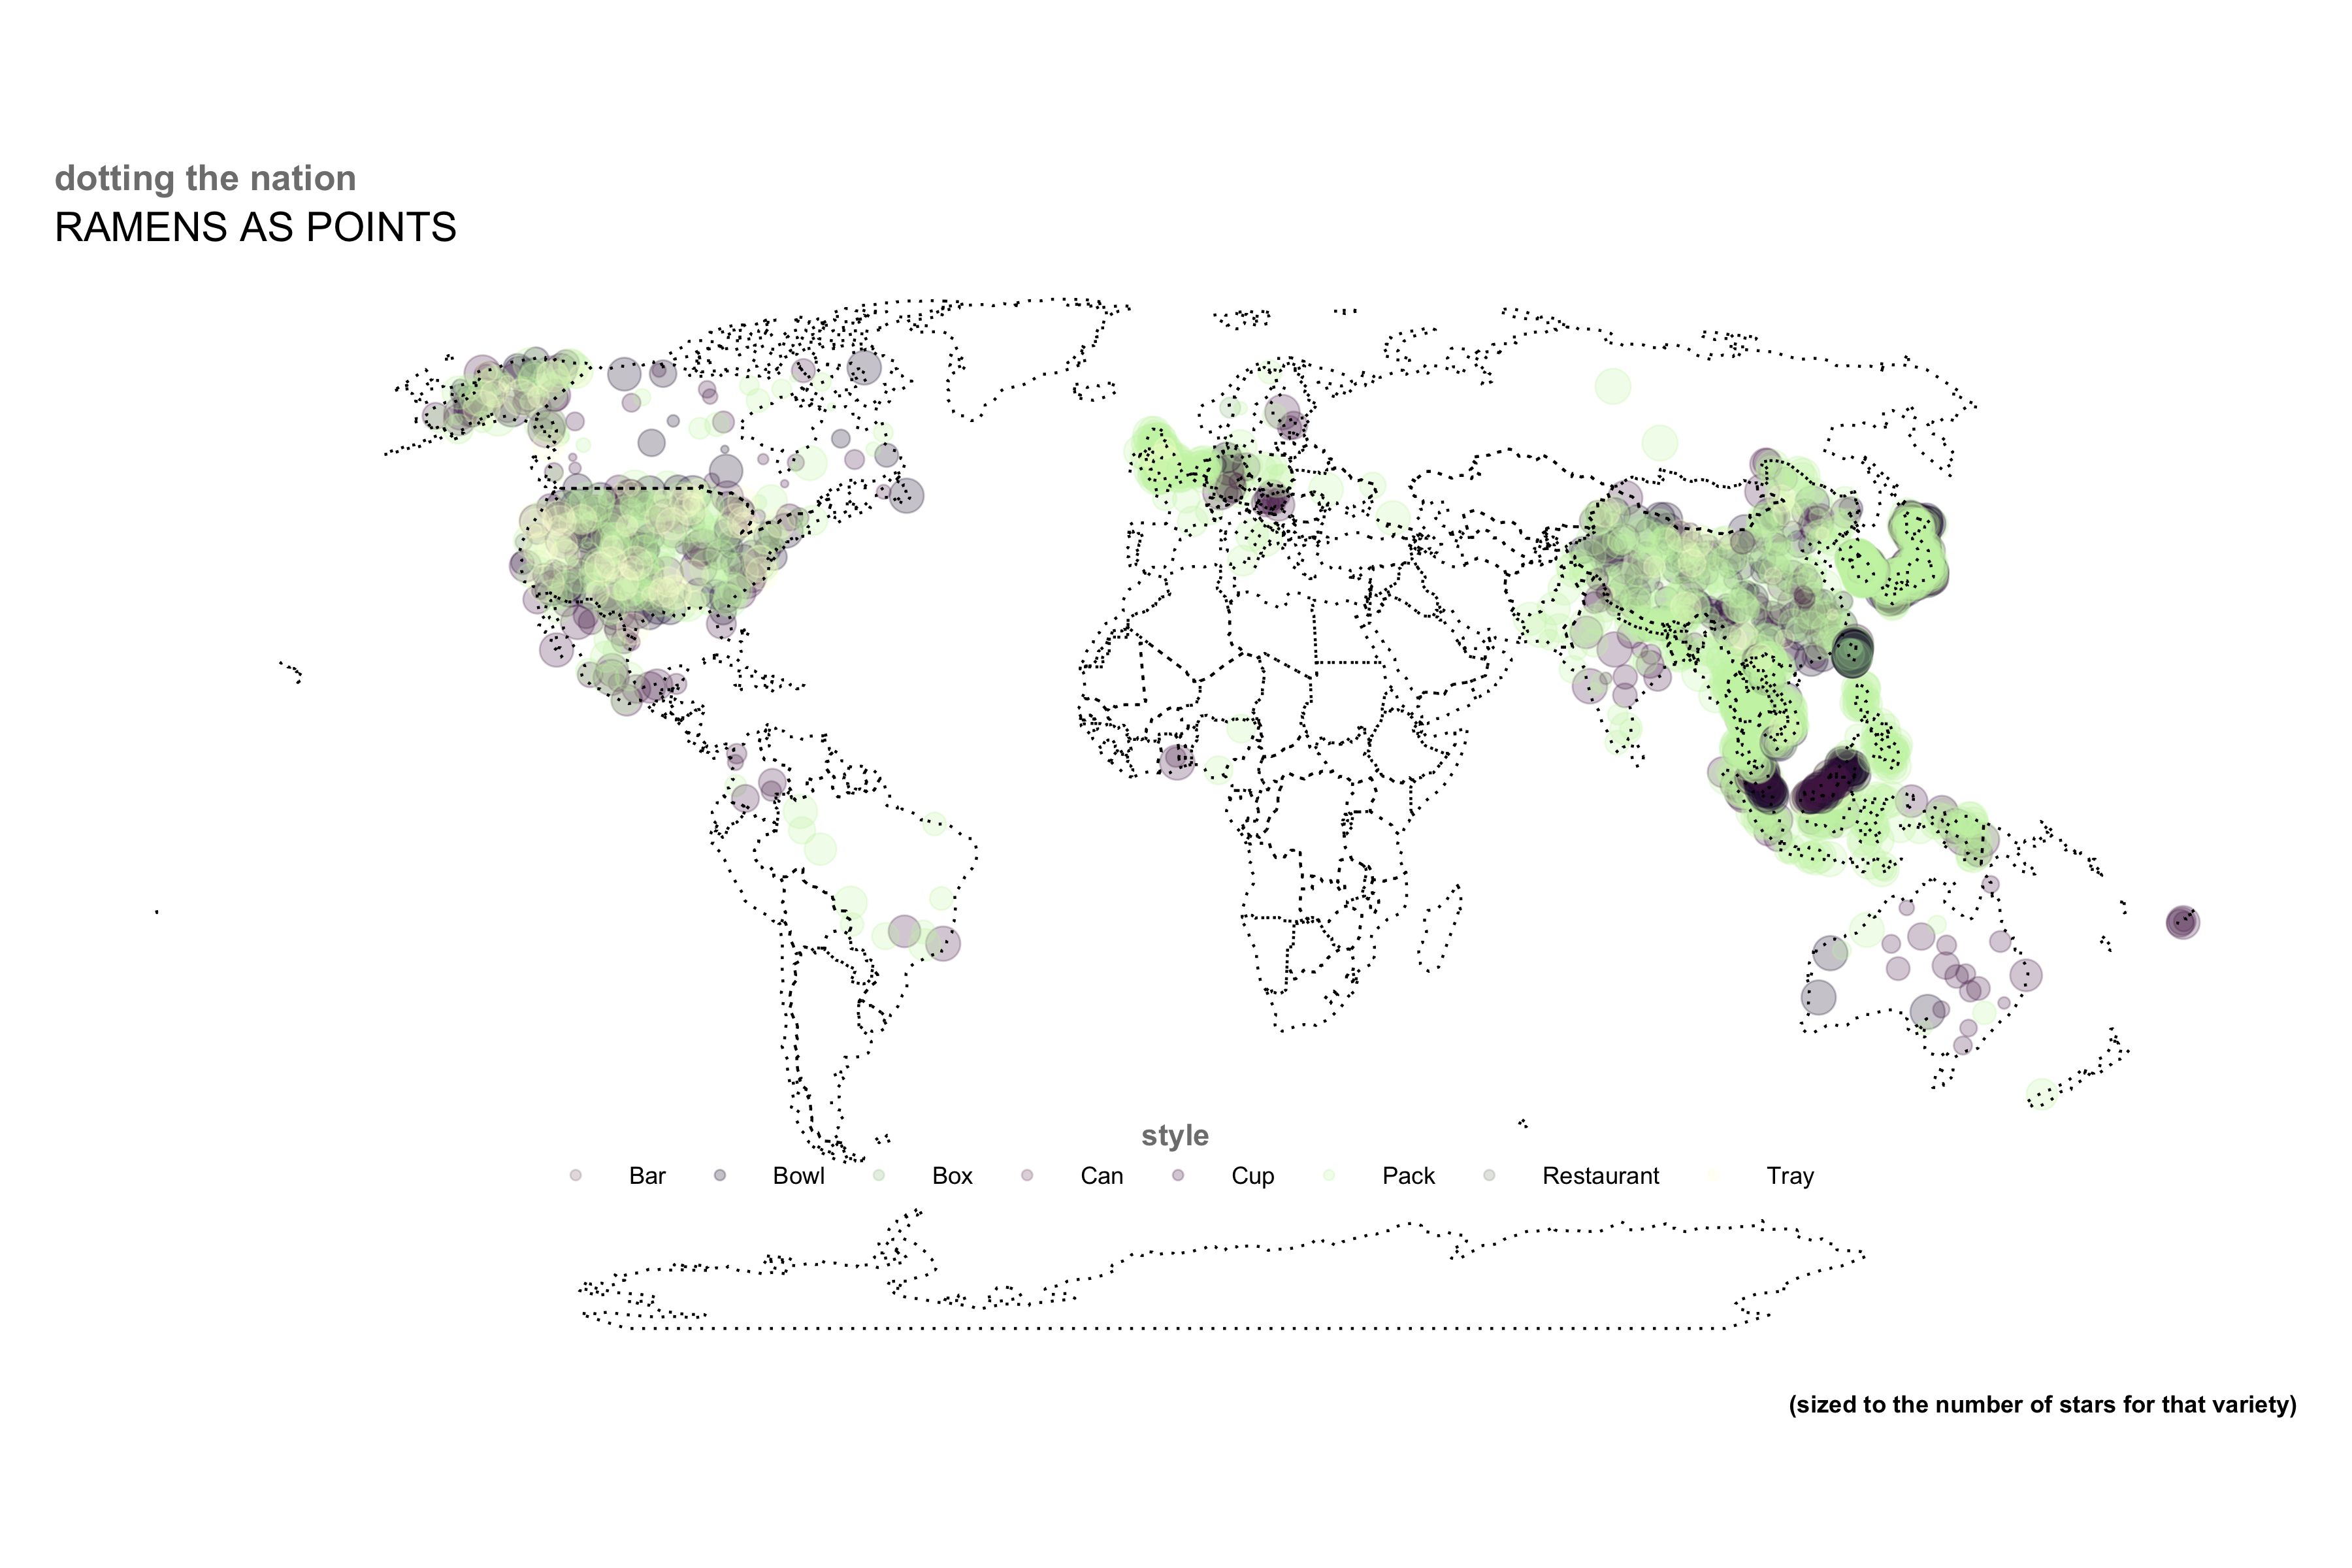 dotting the nation
RAMENS AS POINTS
style
Bar Bowl Box Can Cup Pack Restaurant Tray
(sized to the number of stars for that variety)